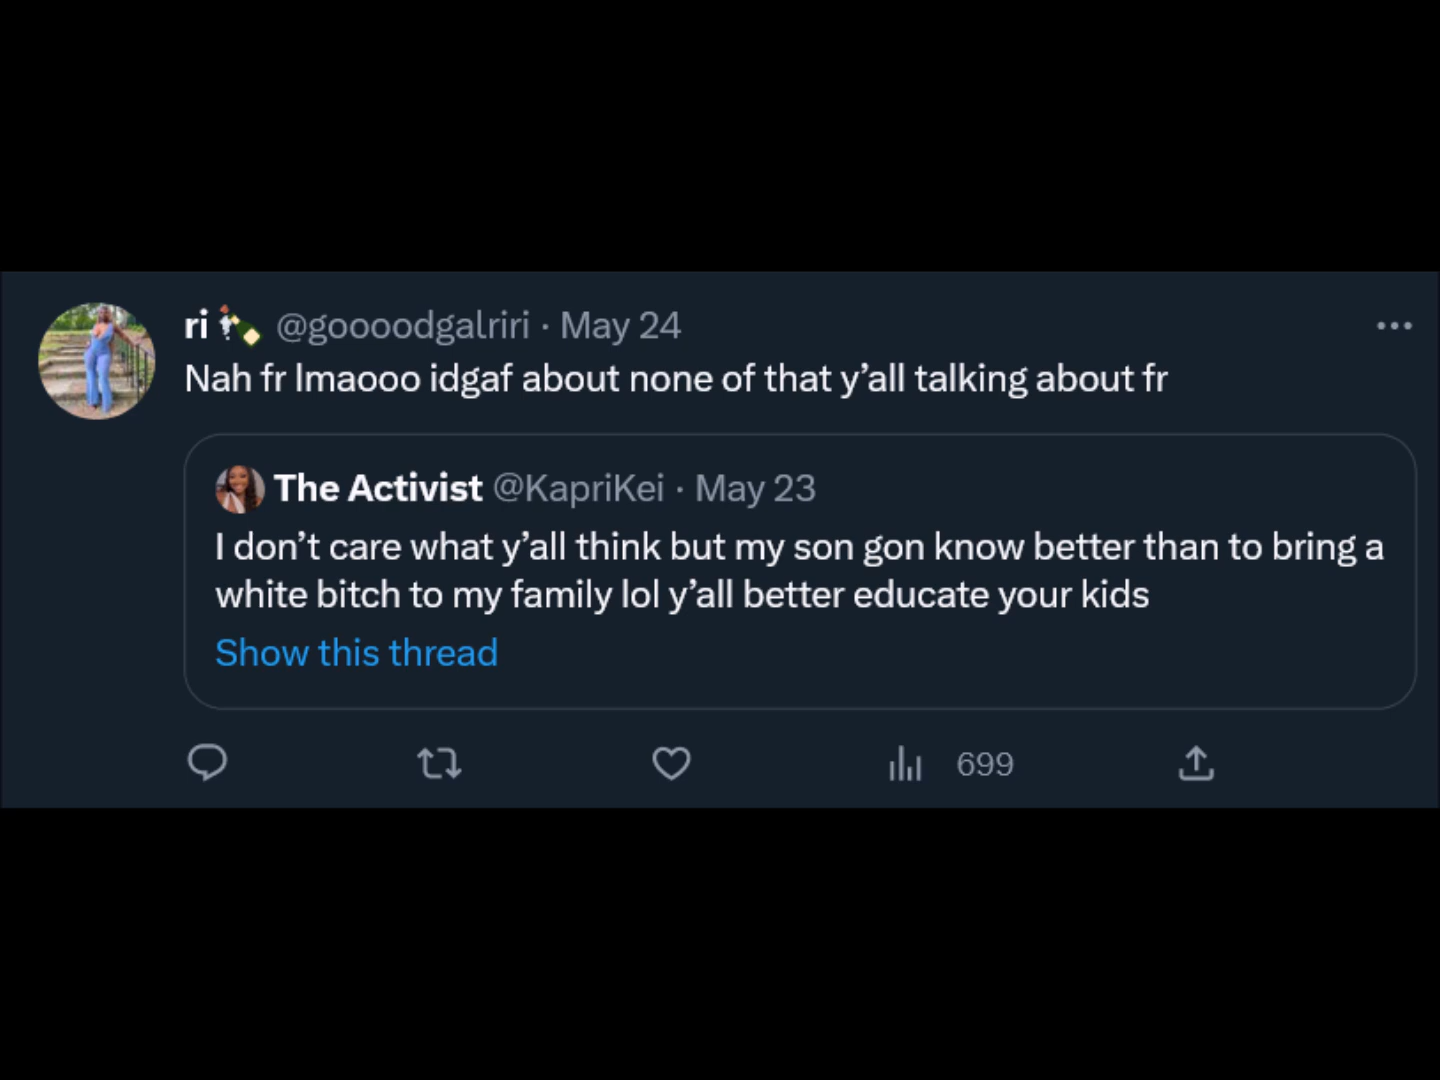 ri @goooodgalriri · May 24
Nah fr lmaooo idgaf about none of that y’all talking about fr
The Activist @KapriKei · May 23
I don’t care what y’all think but my son gon know better than to bring a
white bitch to my family lol y’all better educate your kids
Show this thread
699